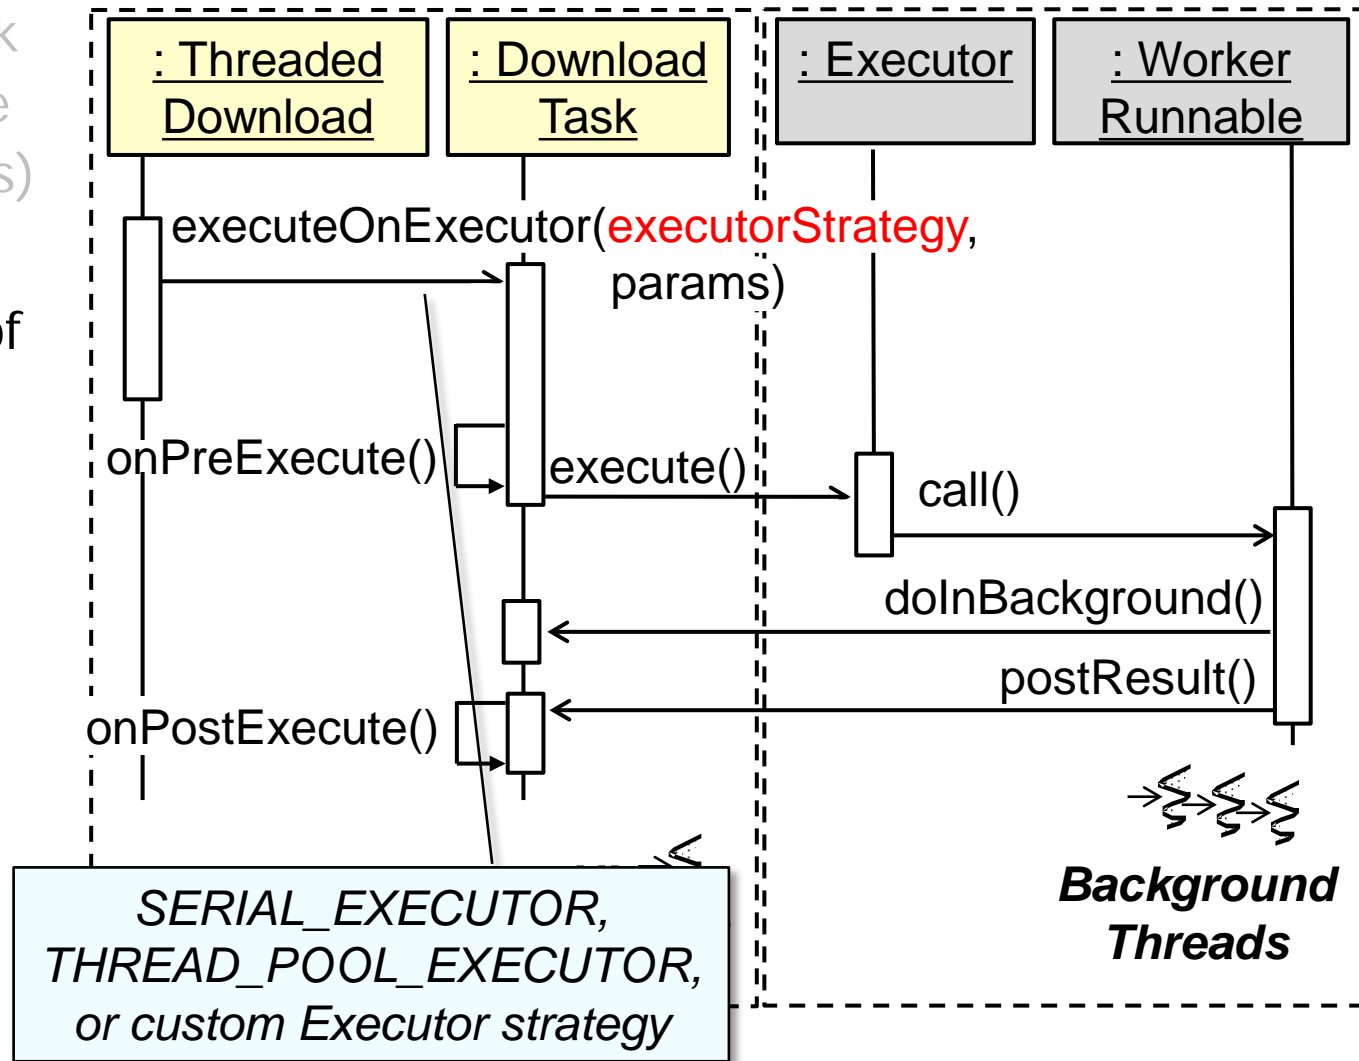 k
e
s)
of
: Threaded
Download
: Download
Task
: Executor
: Worker
Runnable
executeOnExecutor(executorStrategy,
params)
onPreExecute()
execute()
call()
doInBackground()
postResult()
onPostExecute()
SERIAL_EXECUTOR,
THREAD_POOL_EXECUTOR,
or custom Executor strategy
Background
Threads